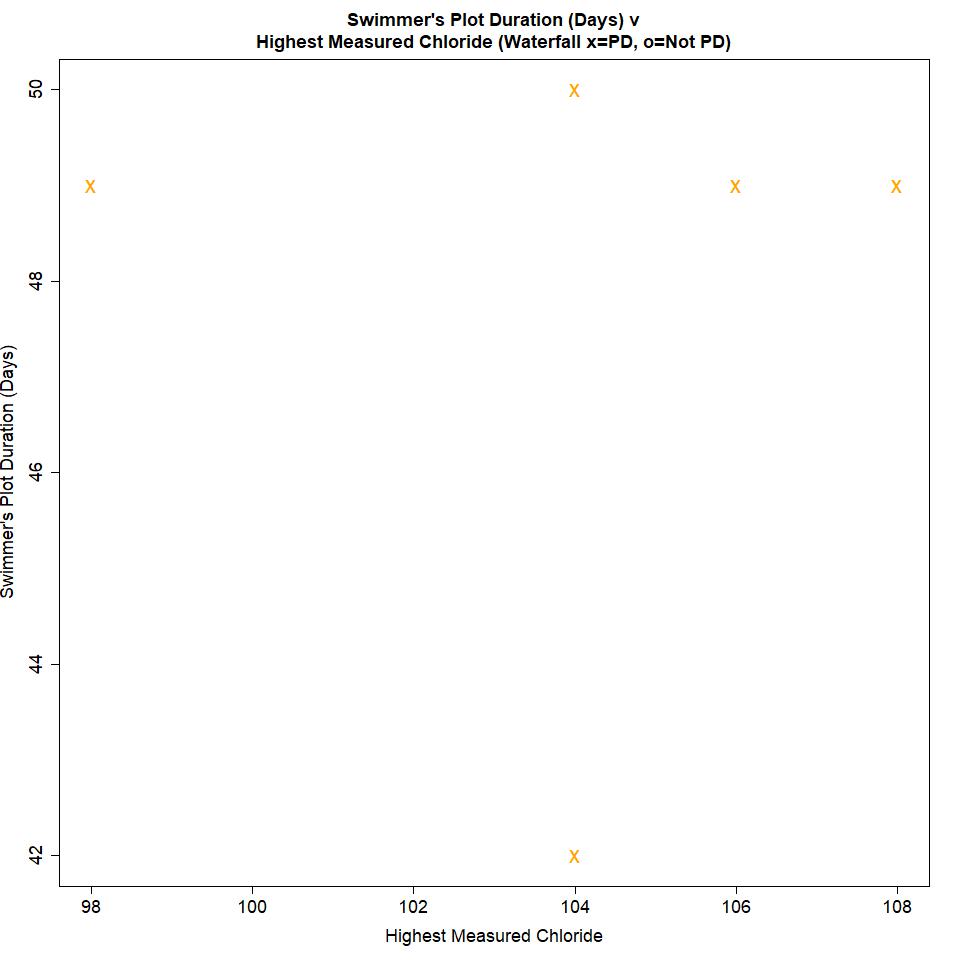 Swimmer's Plot Duration (Days) v
Highest Measured Chloride (Waterfall x=PD, o=Not PD)
Swimmer's Plot Duration (Days)
50
48
46
44
42
X
X
X
X
X
98
100
102
104
106
108
Highest Measured Chloride